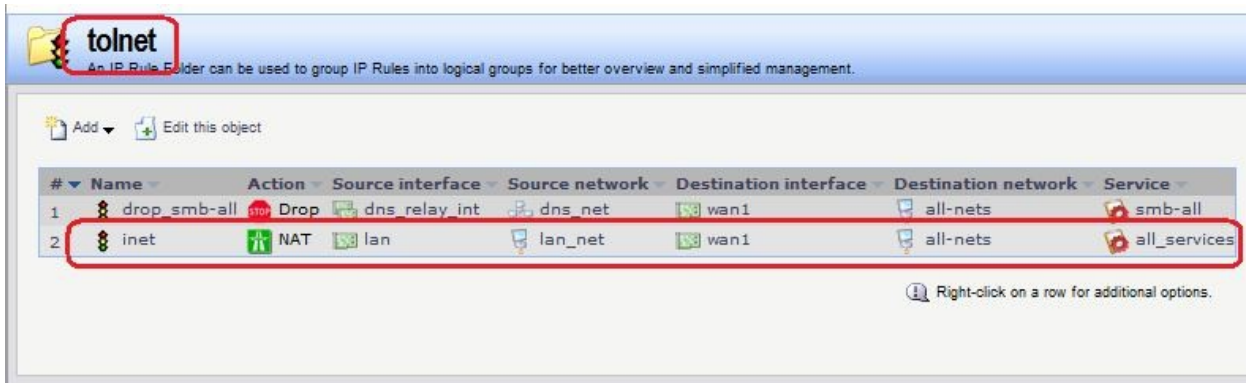 tolnet
An IP Rule Folder can be used to group IP Rules into logical groups for better overview and simplified management.
Add Edit this object
# Name Action Source interface Source network Destination interface Destination network Service
1 drop_smb-all STOP Drop dns_relay_int dns_net wan1 all-nets smb-all
2 inet NAT lan lan_net wan1 all-nets all_services
Right-click on a row for additional options.